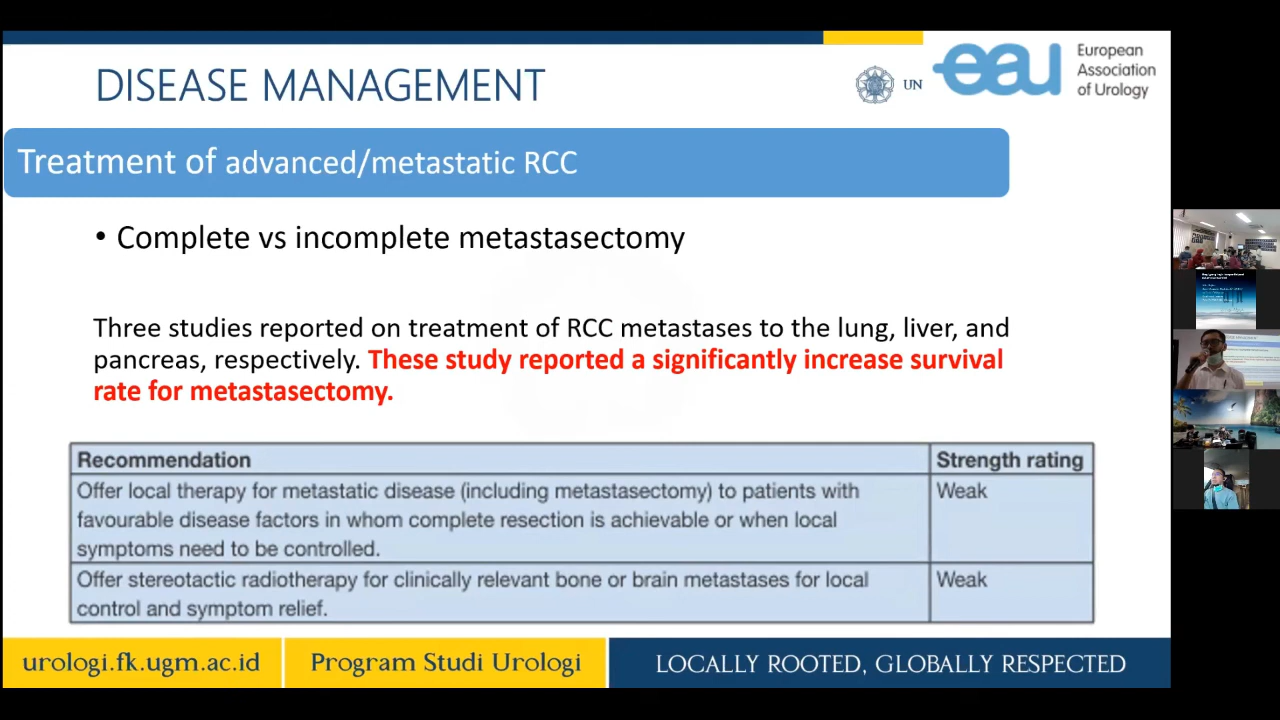 DISEASE MANAGEMENT
UN
eau
European
Association
of Urology
Treatment of advanced/metastatic RCC
• Complete vs incomplete metastasectomy
Three studies reported on treatment of RCC metastases to the lung, liver, and
pancreas, respectively. These study reported a significantly increase survival
rate for metastasectomy.
Recommendation Strength rating
Offer local therapy for metastatic disease (including metastasectomy) to patients with Weak
favourable disease factors in whom complete resection is achievable or when local
symptoms need to be controlled.
Offer stereotactic radiotherapy for clinically relevant bone or brain metastases for local Weak
control and symptom relief.
urologi.fk.ugm.ac.id Program Studi Urologi LOCALLY ROOTED, GLOBALLY RESPECTED